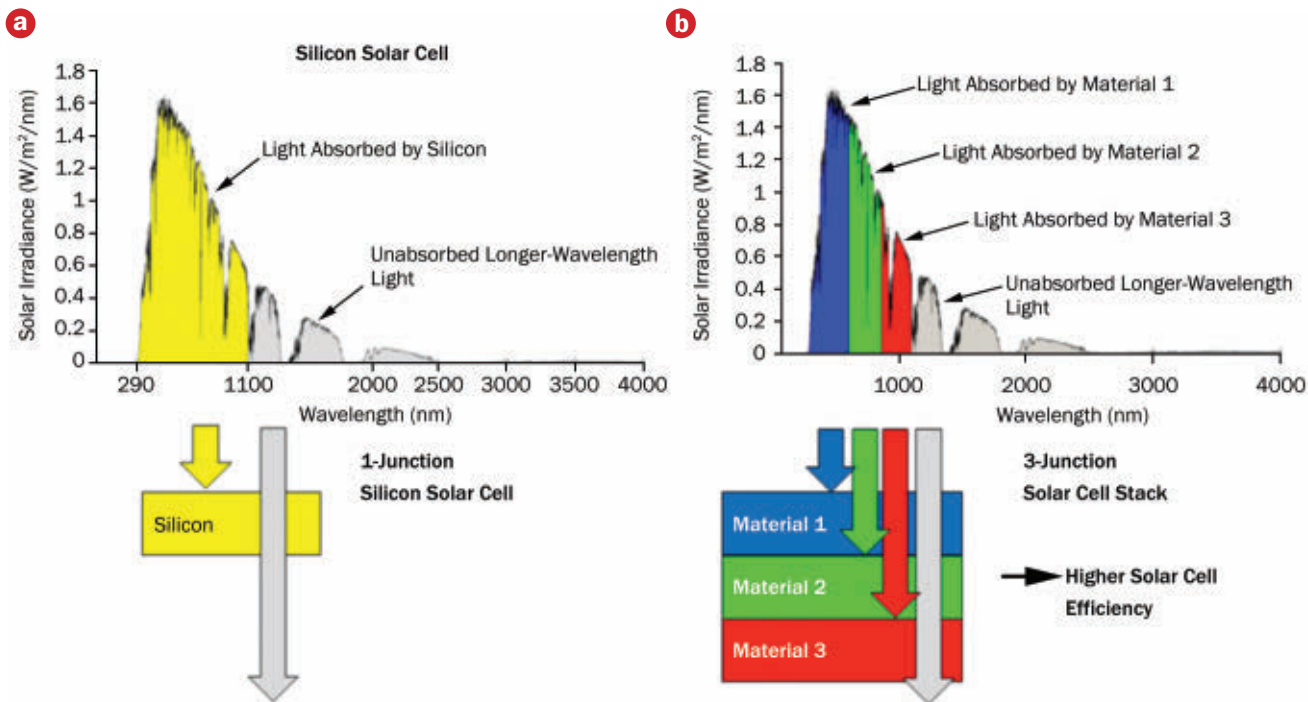 a
Silicon Solar Cell
1.8
1.6
1.4
1.2
1
0.8
0.6
0.4
0.2
0
Solar Irradiance (W/m²/nm)
Light Absorbed by Silicon
Unabsorbed Longer-Wavelength
Light
290
1100
2000
2500
3000
3500
4000
Wavelength (nm)
1-Junction
Silicon Solar Cell
Silicon
b
1.8
1.6
1.4
1.2
1
0.8
0.6
0.4
0.2
0
Solar Irradiance (W/m²/nm)
Light Absorbed by Material 1
Light Absorbed by Material 2
Light Absorbed by Material 3
Unabsorbed Longer-Wavelength
Light
1000
2000
3000
4000
Wavelength (nm)
3-Junction
Solar Cell Stack
Material 1
Material 2
Material 3
Higher Solar Cell
Efficiency